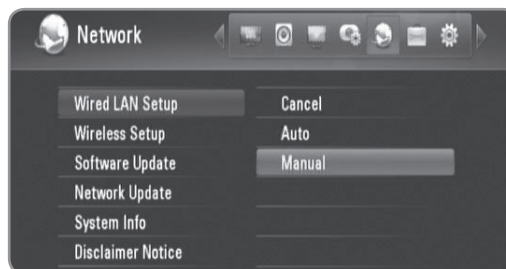 Network
Wired LAN Setup
Cancel
Wireless Setup
Auto
Software Update
Manual
Network Update
System Info
Disclaimer Notice